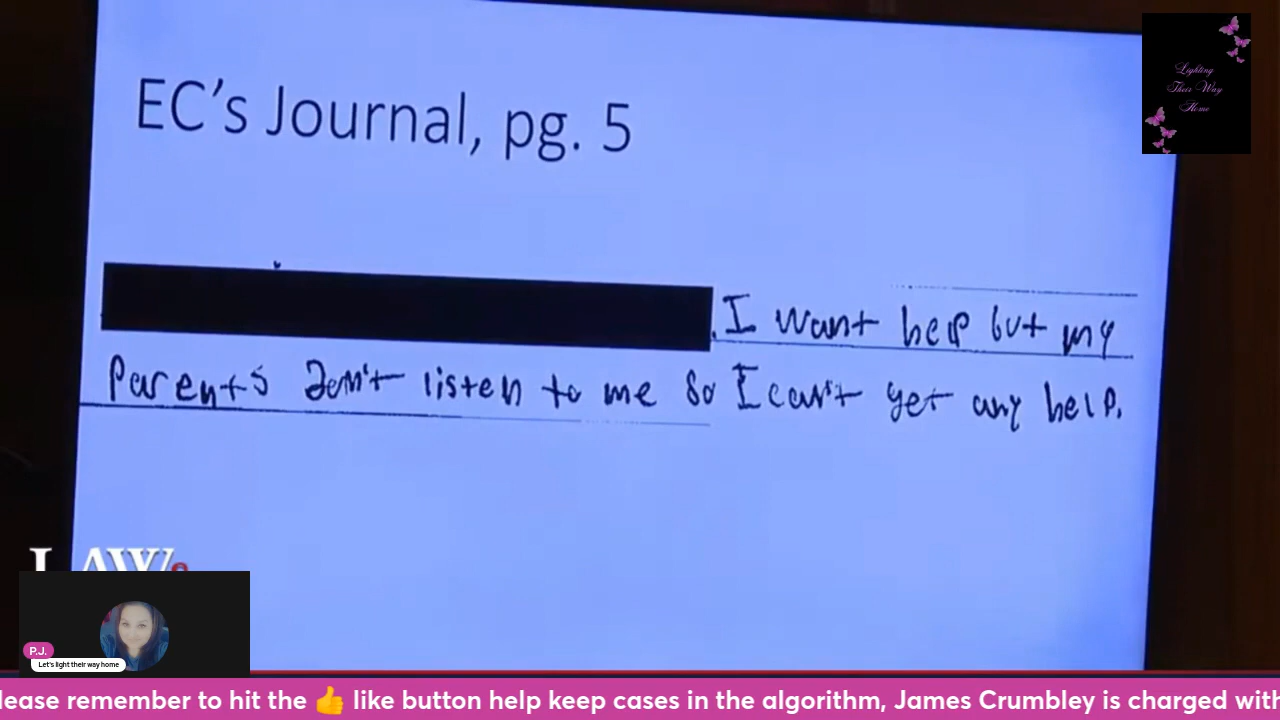 EC's Journal, pg. 5
Lighting
Their Way
Home
. I want help but my
Parents don't listen to me so I can't get any help.
LAW
P.J.
Let's light their way home
lease remember to hit the 👍 like button help keep cases in the algorithm, James Crumbley is charged with